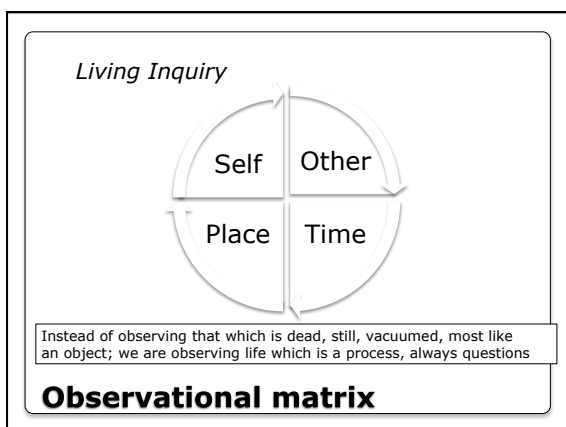 Living Inquiry
Self
Other
Place
Time
Instead of observing that which is dead, still, vacuumed, most like
an object; we are observing life which is a process, always questions
Observational matrix